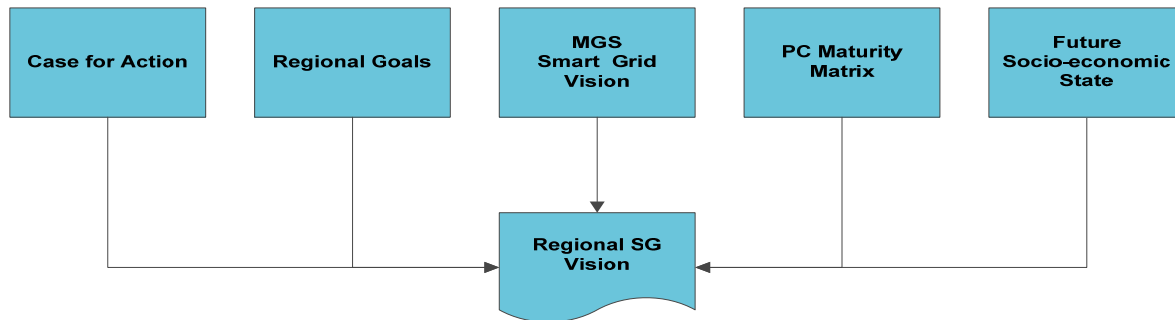 Case for Action
Regional Goals
MGS
Smart Grid
Vision
PC Maturity
Matrix
Future
Socio-economic
State
Regional SG
Vision